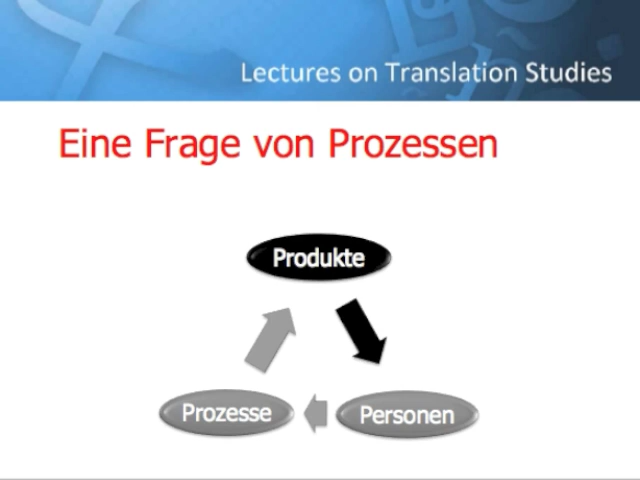 Lectures on Translation Studies
Eine Frage von Prozessen
Produkte
Prozesse
Personen